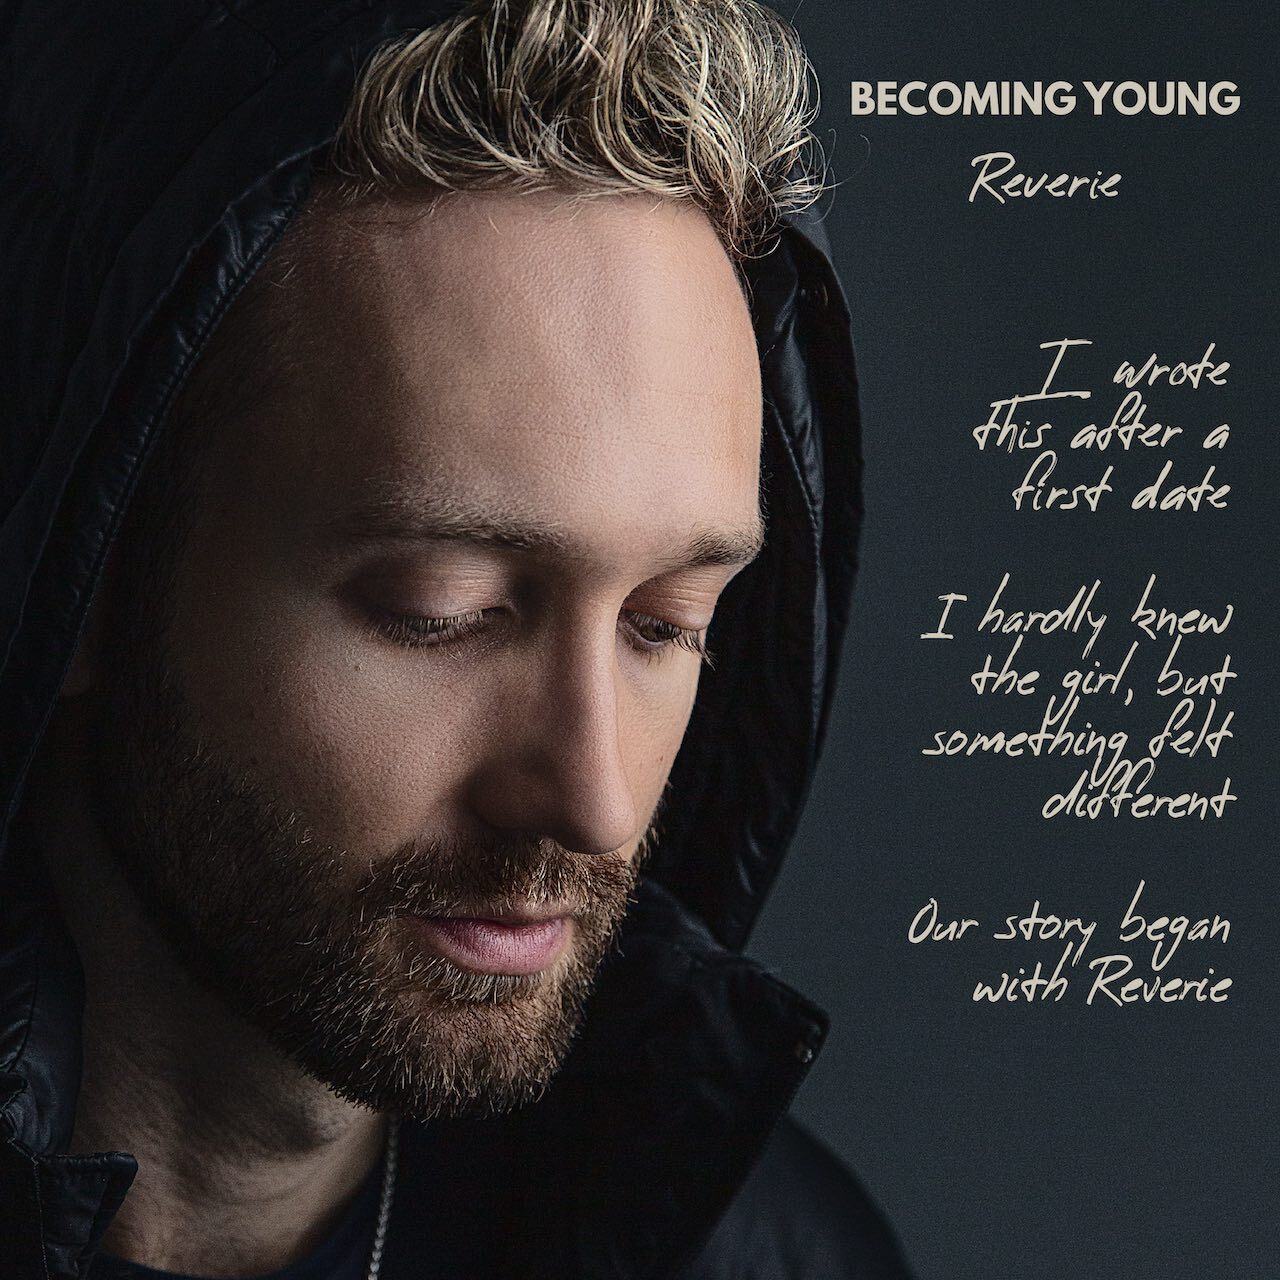 BECOMING YOUNG
Reverie
I wrote
this after a
first date
I hardly knew
the girl, but
something felt
different
Our story began
with Reverie